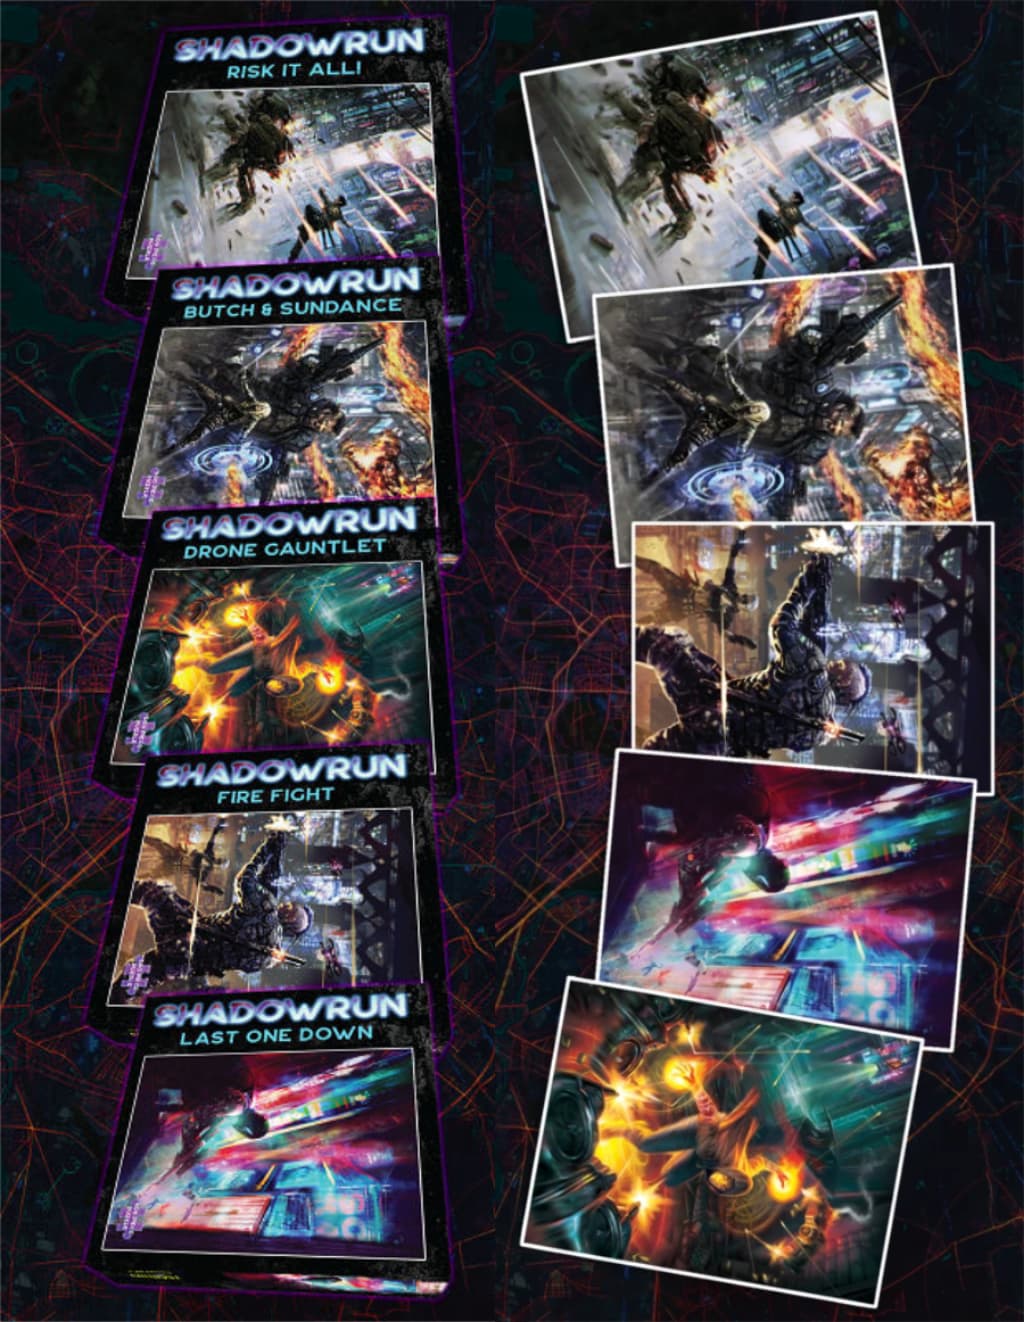 SHADOWRUN
RISK IT ALL!
SHADOWRUN
BUTCH & SUNDANCE
SHADOWRUN
DRONE GAUNTLET
SHADOWRUN
FIRE FIGHT
SHADOWRUN
LAST ONE DOWN